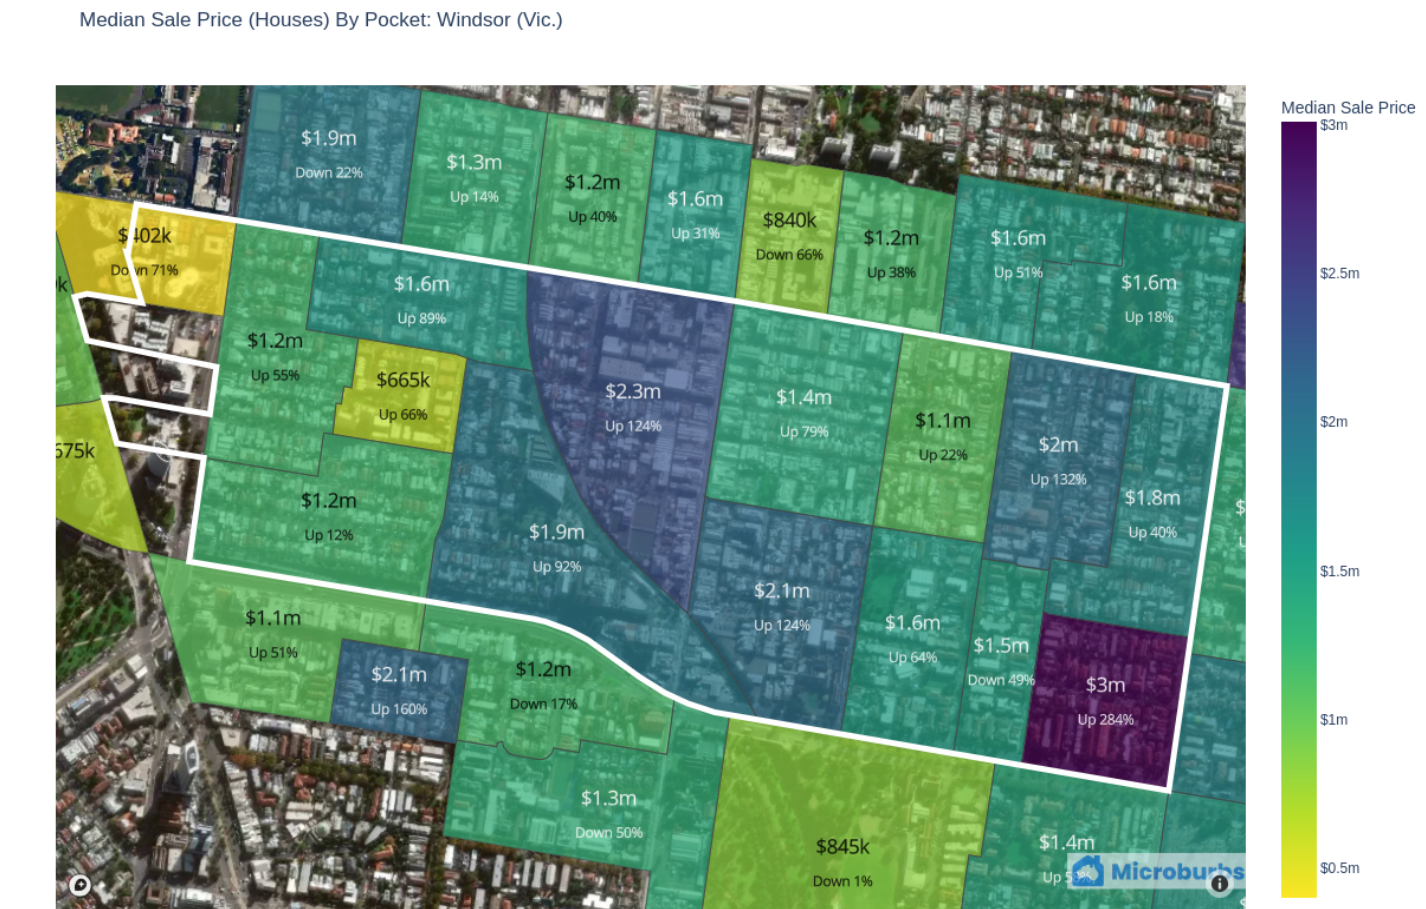 Median Sale Price (Houses) By Pocket: Windsor (Vic.)
Median Sale Price
$3m
$2.5m
$2m
$1.5m
$1m
$0.5m
$1.9m
Down 22%
$1.3m
Up 14%
$1.2m
Up 40%
$1.6m
Up 31%
$840k
Down 66%
$1.2m
Up 38%
$1.6m
Up 51%
$1.6m
Up 18%
$402k
Down 71%
k
$1.6m
Up 89%
$1.2m
Up 55%
$665k
Up 66%
$2.3m
Up 124%
$1.4m
Up 79%
$1.1m
Up 22%
$2m
Up 132%
$1.8m
Up 40%
675k
$1.2m
Up 12%
$1.9m
Up 92%
$2.1m
Up 124%
$1.6m
Up 64%
$1.5m
Down 49%
$3m
Up 284%
$1.1m
Up 51%
$2.1m
Up 160%
$1.2m
Down 17%
$1.3m
Down 50%
$845k
Down 1%
$1.4m
Up
Microburbs